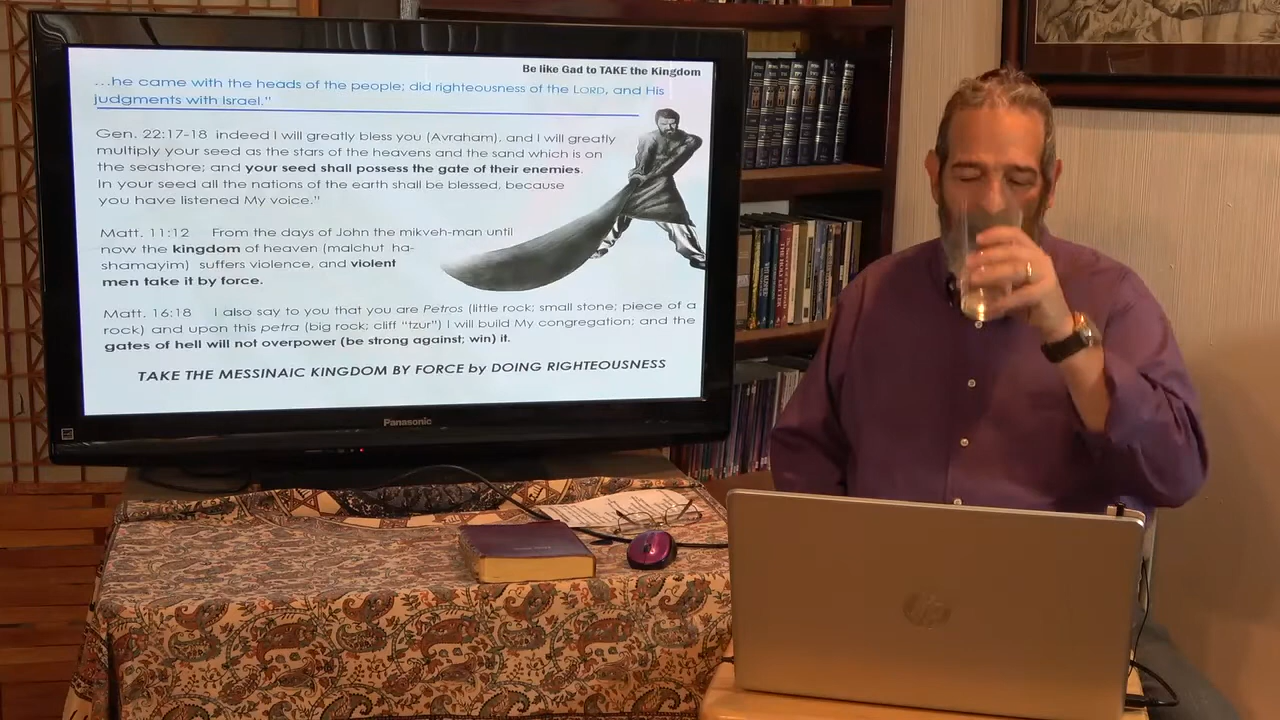 Be like Gad to TAKE the Kingdom
...he came with the heads of the people; did righteousness of the LORD, and His
judgments with Israel."
Gen. 22:17-18 indeed I will greatly bless you (Avraham), and I will greatly
multiply your seed as the stars of the heavens and the sand which is on
the seashore; and your seed shall possess the gate of their enemies.
In your seed all the nations of the earth shall be blessed, because
you have listened My voice."
Matt. 11:12 From the days of John the mikveh-man until
now the kingdom of heaven (malchut ha-
shamayim) suffers violence, and violent
men take it by force.
Matt. 16:18 I also say to you that you are Petros (little rock; small stone; piece of a
rock) and upon this petra (big rock; cliff "tzur") I will build My congregation; and the
gates of hell will not overpower (be strong against; win) it.
TAKE THE MESSINAIC KINGDOM BY FORCE by DOING RIGHTEOUSNESS
Panasonic
hp